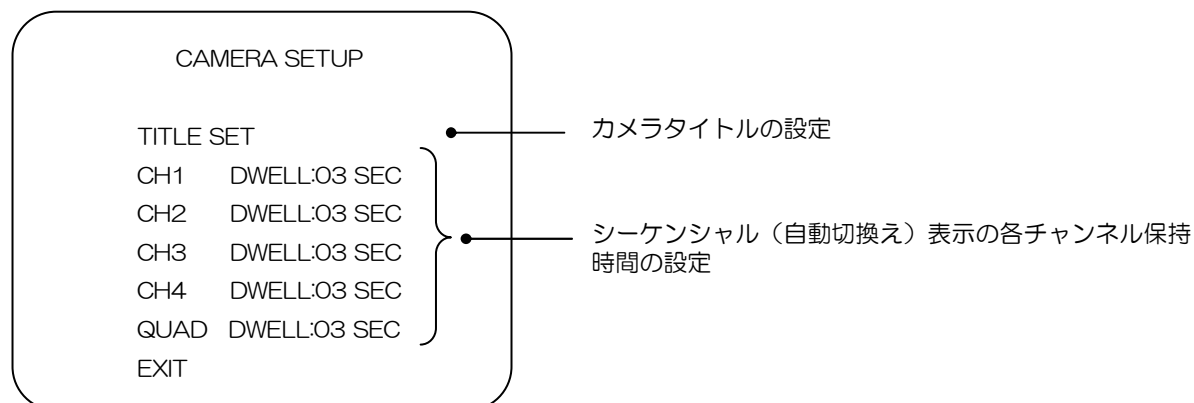 CAMERA SETUP
TITLE SET
カメラタイトルの設定
CH1 DWELL:03 SEC
CH2 DWELL:03 SEC
CH3 DWELL:03 SEC
CH4 DWELL:03 SEC
QUAD DWELL:03 SEC
EXIT
シーケンシャル（自動切換え）表示の各チャンネル保持
時間の設定